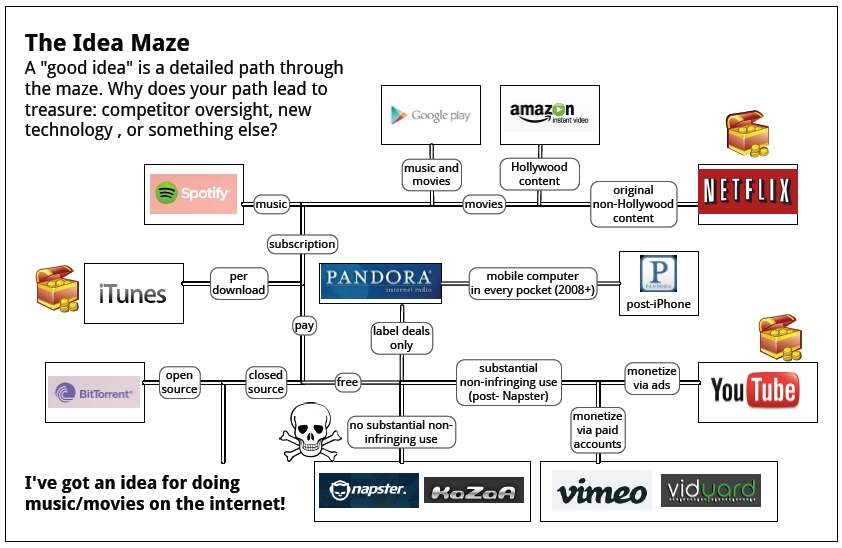 The Idea Maze
A "good idea" is a detailed path through
the maze. Why does your path lead to
treasure: competitor oversight, new
technology , or something else?
Google play
amazon
instant video
music and
movies
Hollywood
content
Spotify
music
movies
original
non-Hollywood
content
NETFLIX
subscription
iTunes
per
download
PANDORA
internet radio
mobile computer
in every pocket (2008+)
P
PANDORA
post-iPhone
pay
label deals
only
BitTorrent
open
source
closed
source
free
substantial
non-infringing use
(post- Napster)
monetize
via ads
YouTube
no substantial non-
infringing use
monetize
via paid
accounts
I've got an idea for doing
music/movies on the internet!
napster.
KaZaA
vimeo
vidyard